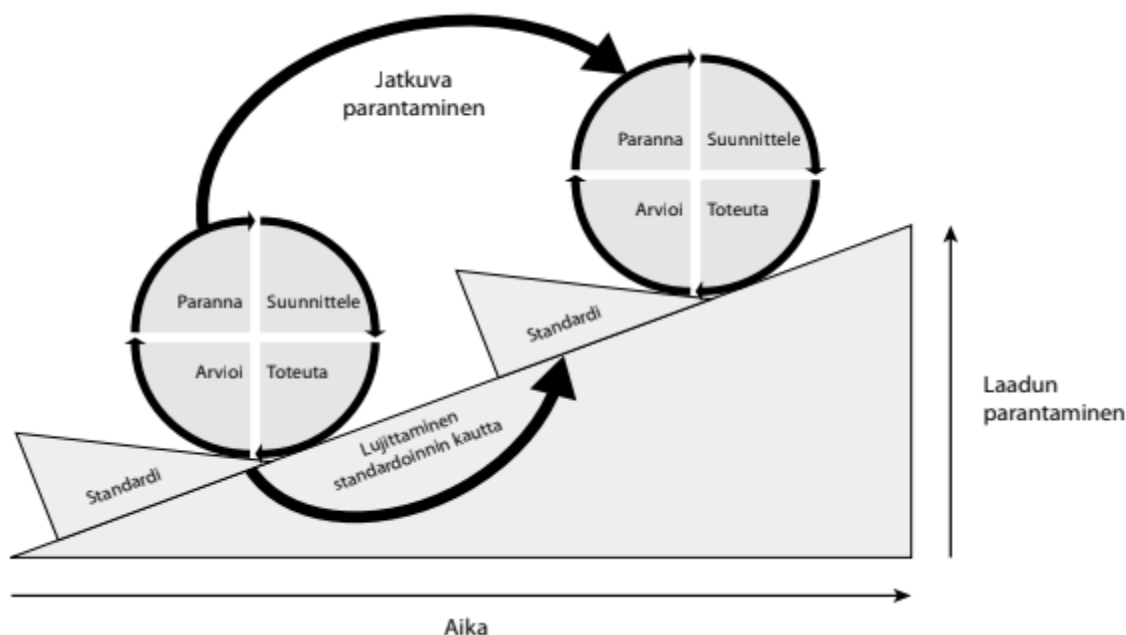 Jatkuva
parantaminen
Paranna Suunnittele
Arvioi Toteuta
Paranna Suunnittele
Arvioi Toteuta
Standardi
Standardi
Lujittaminen
standardoinnin kautta
Laadun
parantaminen
Aika